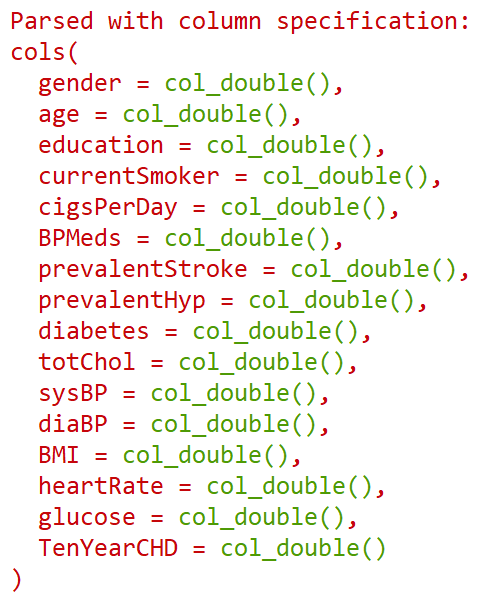 Parsed with column specification:
cols(
  gender = col_double(),
  age = col_double(),
  education = col_double(),
  currentSmoker = col_double(),
  cigsPerDay = col_double(),
  BPMeds = col_double(),
  prevalentStroke = col_double(),
  prevalentHyp = col_double(),
  diabetes = col_double(),
  totChol = col_double(),
  sysBP = col_double(),
  diaBP = col_double(),
  BMI = col_double(),
  heartRate = col_double(),
  glucose = col_double(),
  TenYearCHD = col_double()
)